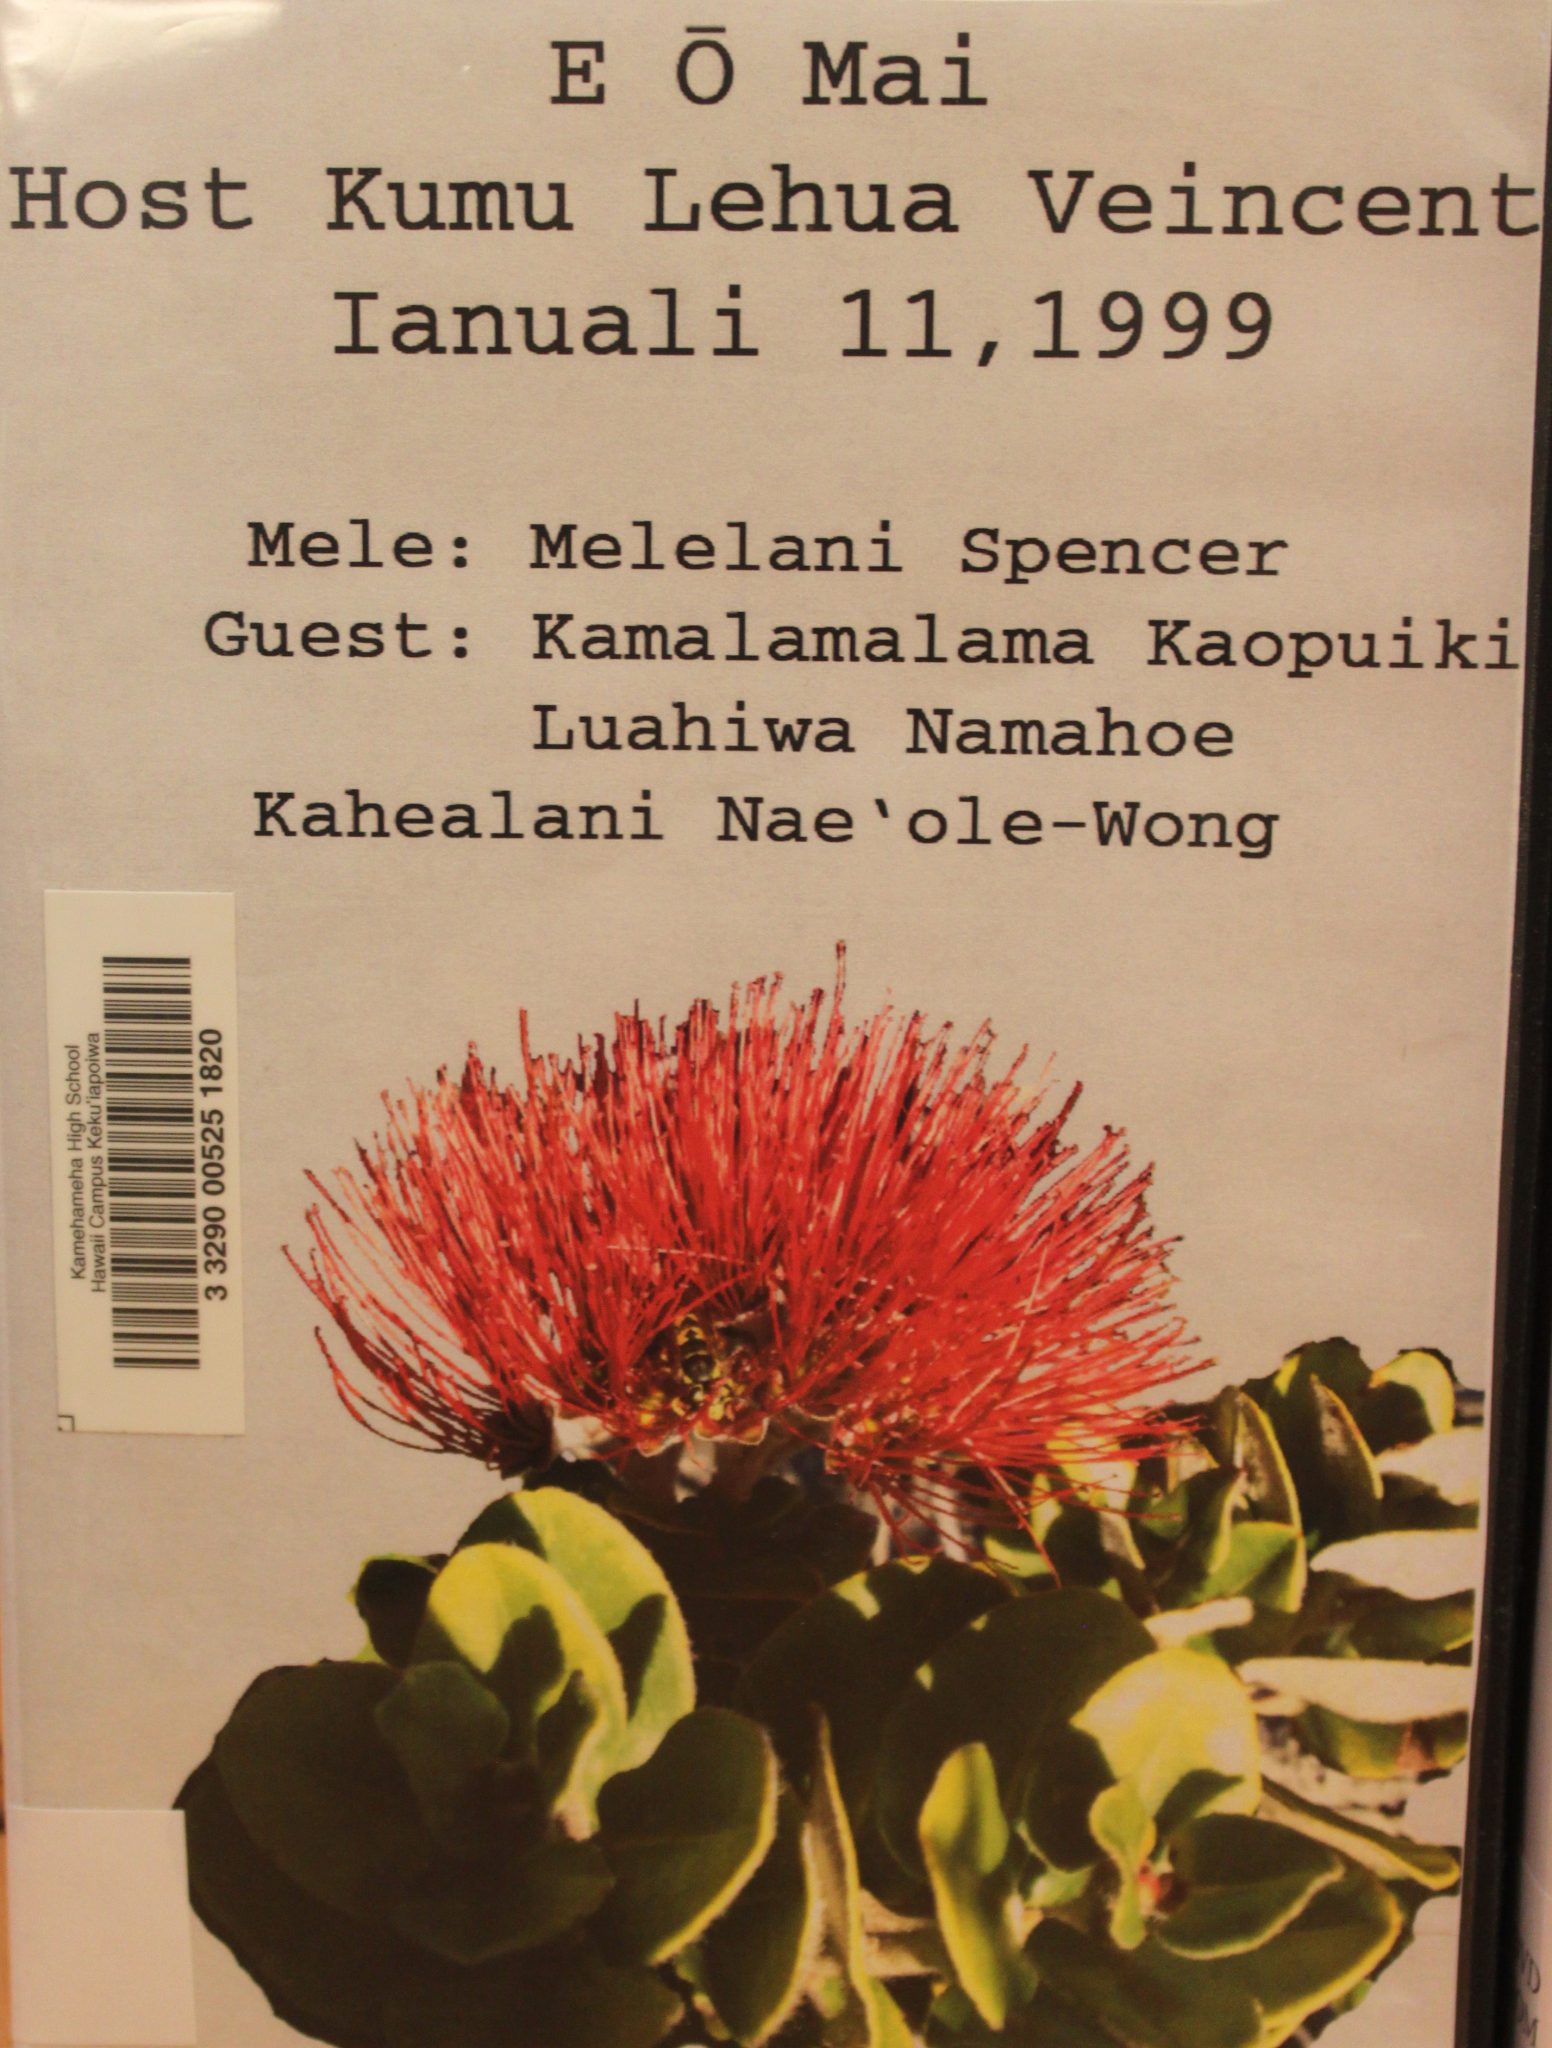 E Ō Mai
Host Kumu Lehua Veincent
Ianuali 11,1999
Mele: Melelani Spencer
Guest: Kamalamalama Kaopuiki
Luahiwa Namahoe
Kahealani Nae‘ole-Wong
Kamehameha High School
Hawaii Campus Keku'iapoiwa
3 3290 00525 1820